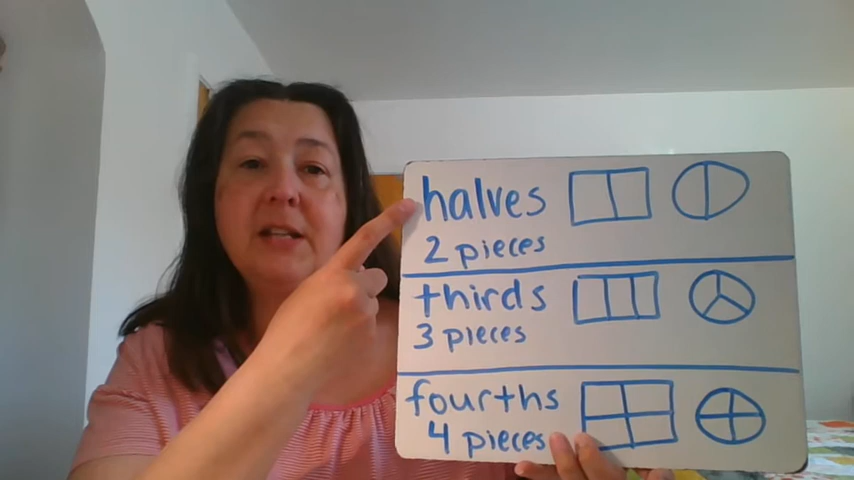 halves
2 pieces
thirds
3 pieces
fourths
4 pieces